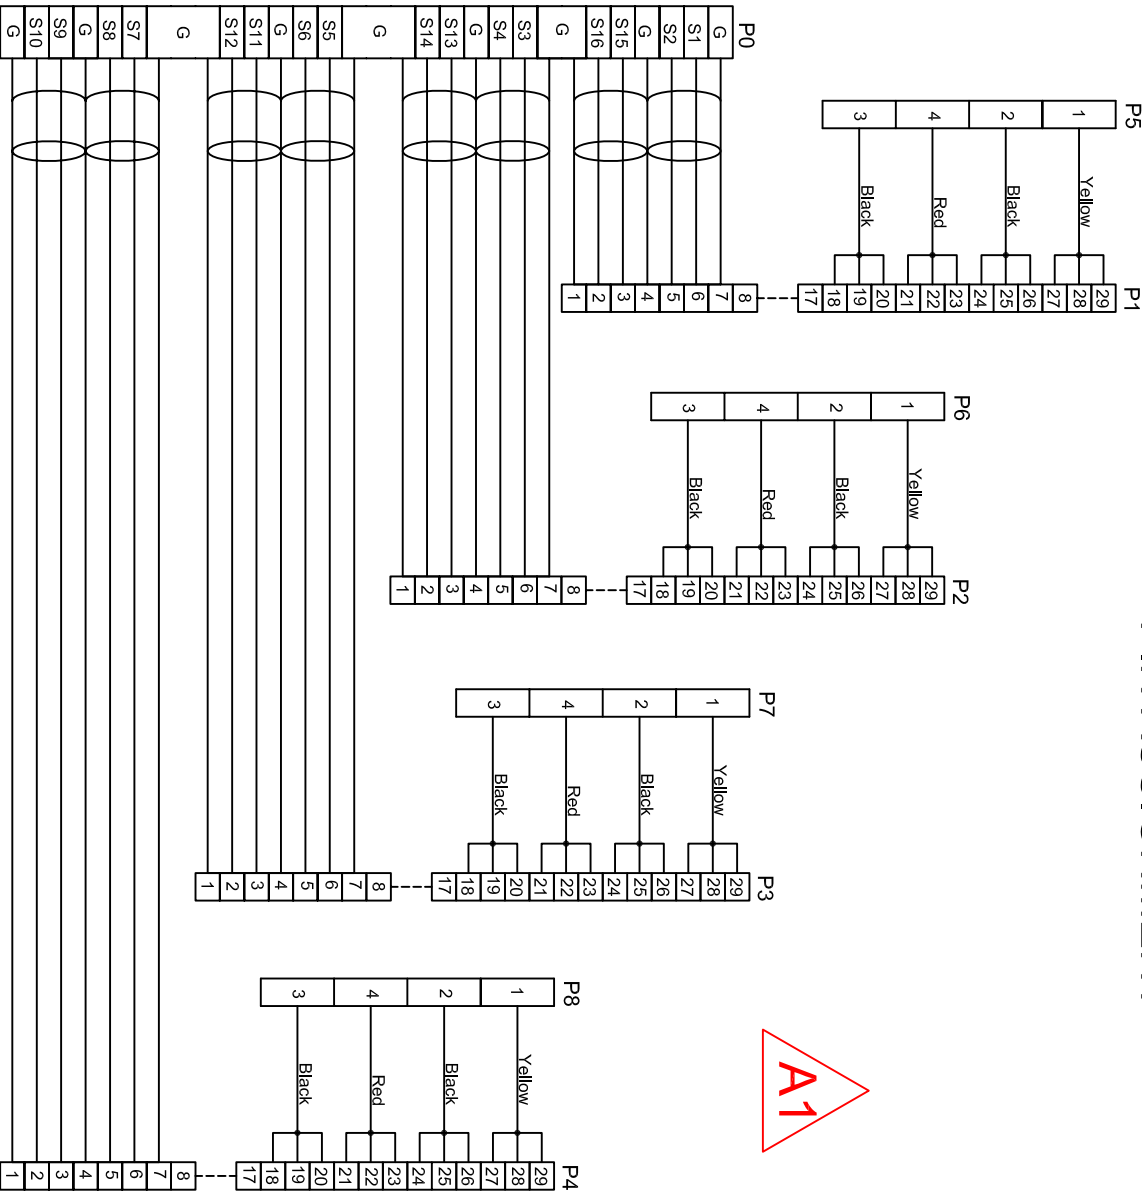 P0
G S1 S2 G S15 S16 G S3 S4 G S13 S14 G S5 S6 G S11 S12 G S7 S8 G S9 S10 G
P5
1 2 4 3
Yellow Black Red Black
P1
29 28 27 26 25 24 23 22 21 20 19 18 17 8 7 6 5 4 3 2 1
P6
1 2 4 3
Yellow Black Red Black
P2
29 28 27 26 25 24 23 22 21 20 19 18 17 8 7 6 5 4 3 2 1
P7
1 2 4 3
Yellow Black Red Black
P3
29 28 27 26 25 24 23 22 21 20 19 18 17 8 7 6 5 4 3 2 1
P8
1 2 4 3
Yellow Black Red Black
P4
29 28 27 26 25 24 23 22 21 20 19 18 17 8 7 6 5 4 3 2 1
A1